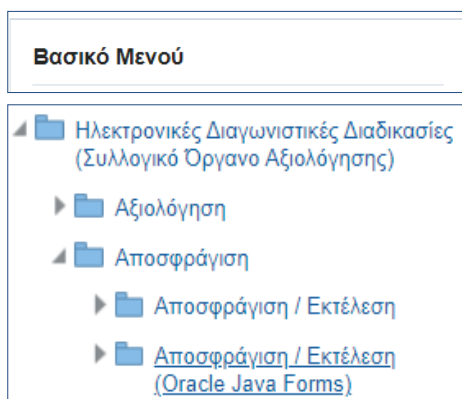 Βασικό Μενού
Ηλεκτρονικές Διαγωνιστικές Διαδικασίες
(Συλλογικό Όργανο Αξιολόγησης)
Αξιολόγηση
Αποσφράγιση
Αποσφράγιση / Εκτέλεση
Αποσφράγιση / Εκτέλεση
(Oracle Java Forms)